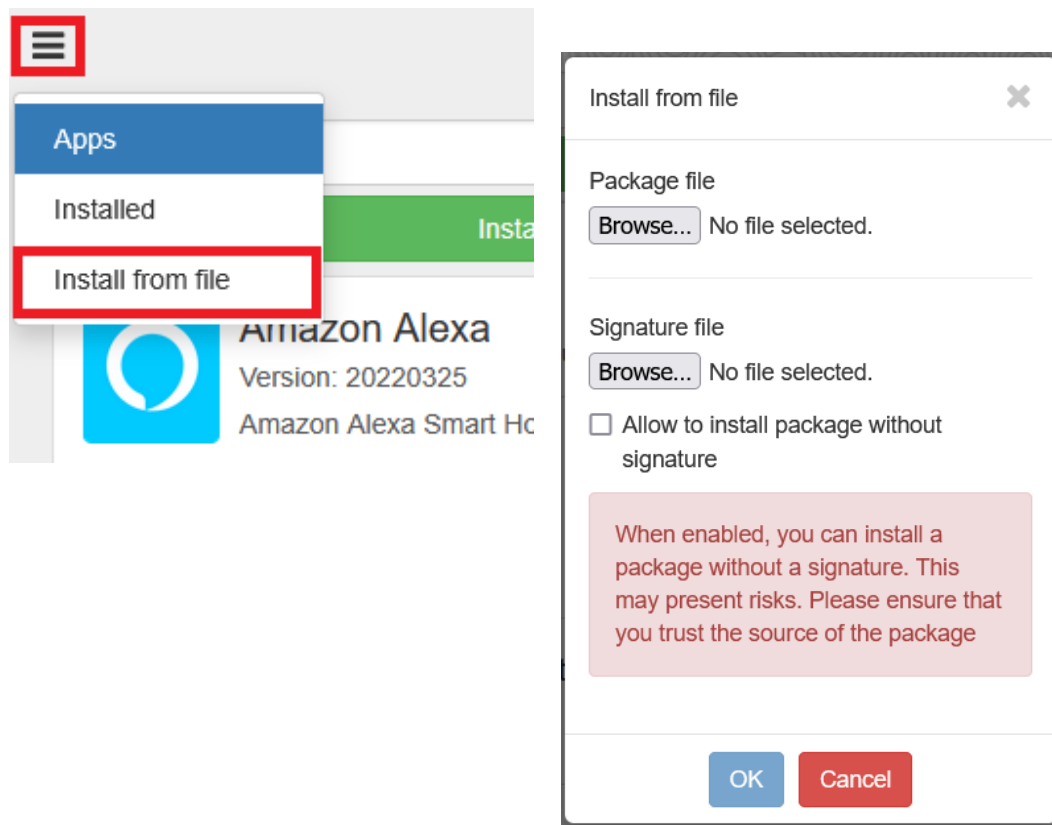 Apps
Installed
Install from file
Insta
Amazon Alexa
Version: 20220325
Amazon Alexa Smart Ho
Install from file
Package file
Browse... No file selected.
Signature file
Browse... No file selected.
Allow to install package without
signature
When enabled, you can install a
package without a signature. This
may present risks. Please ensure that
you trust the source of the package
OK Cancel